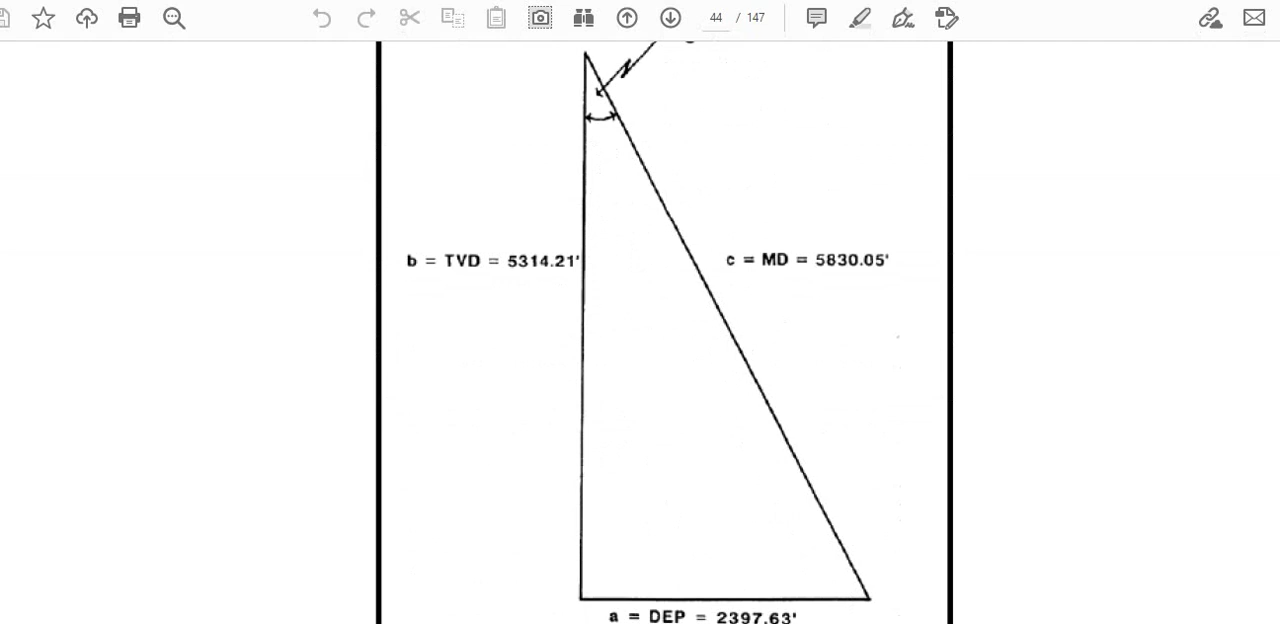 44 / 147
b = TVD = 5314.21'
c = MD = 5830.05'
a = DEP = 2397.63'